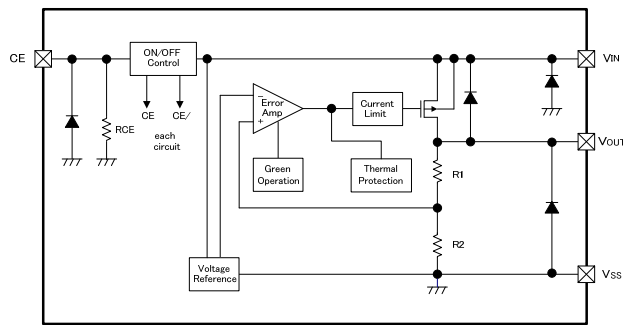 CE
ON/OFF
Control
VIN
CE
CE/
each
circuit
RCE
−
Error
Amp
+
Current
Limit
Green
Operation
Thermal
Protection
VOUT
R1
R2
Voltage
Reference
VSS